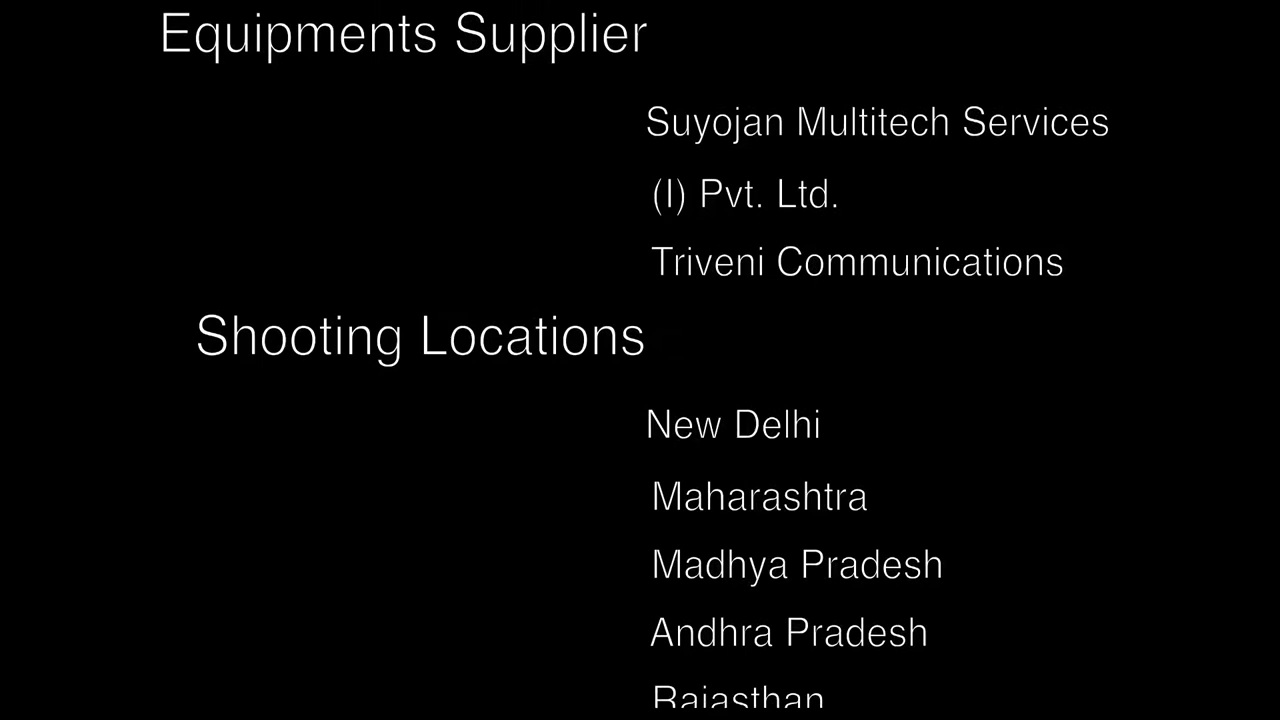 Equipments Supplier
Suyojan Multitech Services
(I) Pvt. Ltd.
Triveni Communications
Shooting Locations
New Delhi
Maharashtra
Madhya Pradesh
Andhra Pradesh
Rajasthan